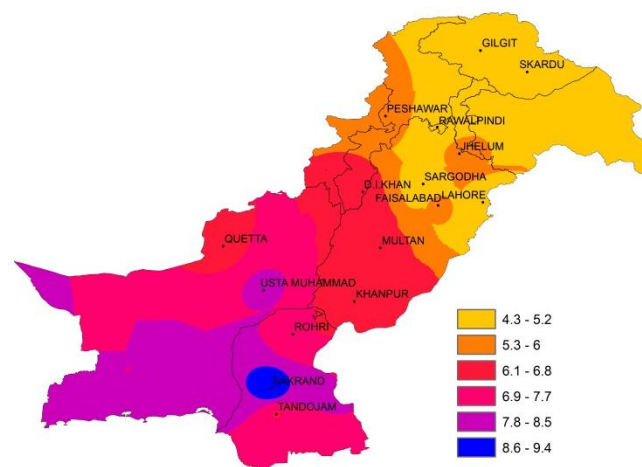 GILGIT
SKARDU
PESHAWAR
RAWALPINDI
JHELUM
D.I.KHAN
SARGODHA
FAISALABAD
LAHORE
QUETTA
MULTAN
USTA MUHAMMAD
KHANPUR
ROHRI
SAKRAND
TANDOJAM
4.3 - 5.2
5.3 - 6
6.1 - 6.8
6.9 - 7.7
7.8 - 8.5
8.6 - 9.4